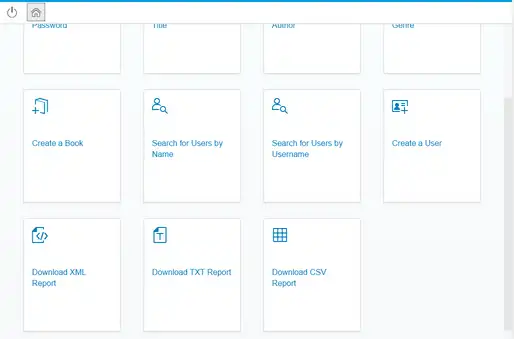 Password
Title
Author
Genre
Create a Book
Search for Users by
Name
Search for Users by
Username
Create a User
Download XML
Report
Download TXT Report
Download CSV
Report